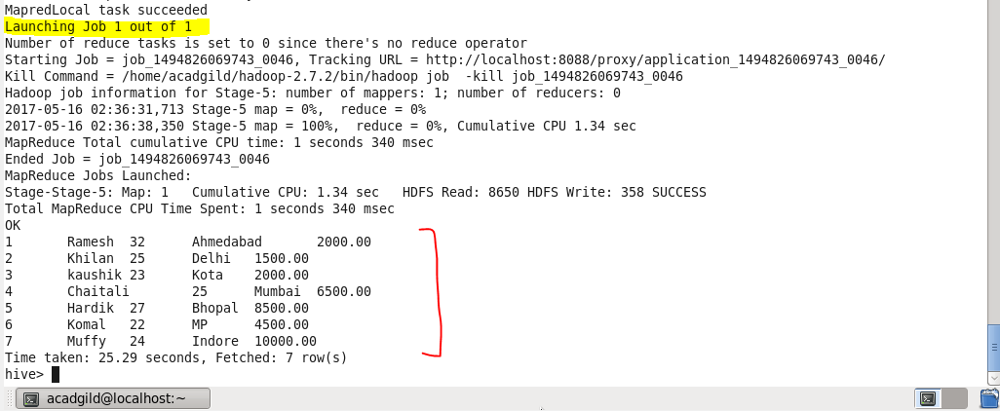 MapredLocal task succeeded
Launching Job 1 out of 1
Number of reduce tasks is set to 0 since there's no reduce operator
Starting Job = job_1494826069743_0046, Tracking URL = http://localhost:8088/proxy/application_1494826069743_0046/
Kill Command = /home/acadgild/hadoop-2.7.2/bin/hadoop job  -kill job_1494826069743_0046
Hadoop job information for Stage-5: number of mappers: 1; number of reducers: 0
2017-05-16 02:36:31,713 Stage-5 map = 0%,  reduce = 0%
2017-05-16 02:36:38,350 Stage-5 map = 100%,  reduce = 0%, Cumulative CPU 1.34 sec
MapReduce Total cumulative CPU time: 1 seconds 340 msec
Ended Job = job_1494826069743_0046
MapReduce Jobs Launched:
Stage-Stage-5: Map: 1   Cumulative CPU: 1.34 sec   HDFS Read: 8650 HDFS Write: 358 SUCCESS
Total MapReduce CPU Time Spent: 1 seconds 340 msec
OK
1	Ramesh	32	Ahmedabad	2000.00
2	Khilan	25	Delhi	1500.00
3	kaushik	23	Kota	2000.00
4	Chaitali	25	Mumbai	6500.00
5	Hardik	27	Bhopal	8500.00
6	Komal	22	MP	4500.00
7	Muffy	24	Indore	10000.00
Time taken: 25.29 seconds, Fetched: 7 row(s)
hive>
acadgild@localhost:~